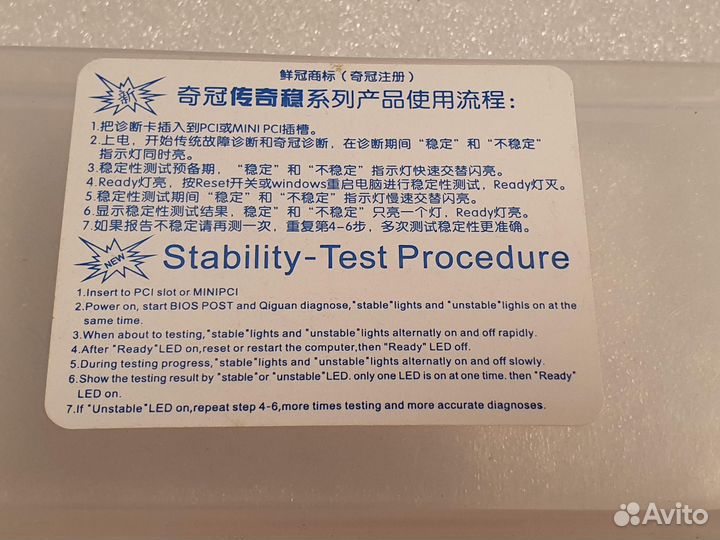 鲜冠商标(奇冠注册)
新 奇冠传奇稳系列产品使用流程:
1.把诊断卡插入到PCI或MINI PCI插槽。
2.上电,开始传统故障诊断和奇冠诊断,在诊断期间“稳定”和“不稳定”
指示灯同时亮。
3.稳定性测试预备期,“稳定”和“不稳定”指示灯快速交替闪亮。
4.Ready灯亮,按Reset开关或windows重启电脑进行稳定性测试,Ready灯灭。
5.稳定性测试期间“稳定”和“不稳定”指示灯慢速交替闪亮。
6.显示稳定性测试结果,稳定”和“不稳定”只亮一个灯,Ready灯亮。
7.如果报告不稳定请再测一次,重复第4-6步,多次测试稳定性更准确。
NEW Stability-Test Procedure
1.Insert to PCI slot or MINIPCI
2.Power on, start BIOS POST and Qiguan diagnose,"stable"lights and "unstable"lighls on at the
same time.
3.When about to testing,"stable"lights and "unstable"lights alternatly on and off rapidly.
4.After "Ready"LED on,reset or restart the computer,then "Ready" LED off.
5.During testing progress,"stable"lights and "unstable"lights alternatly on and off slowly.
6.Show the testing result by "stable"or "unstable"LED. only one LED is on at one time. then "Ready"
LED on.
7.If "Unstable"LED on,repeat step 4-6,more times testing and more accurate diagnoses.
Avito